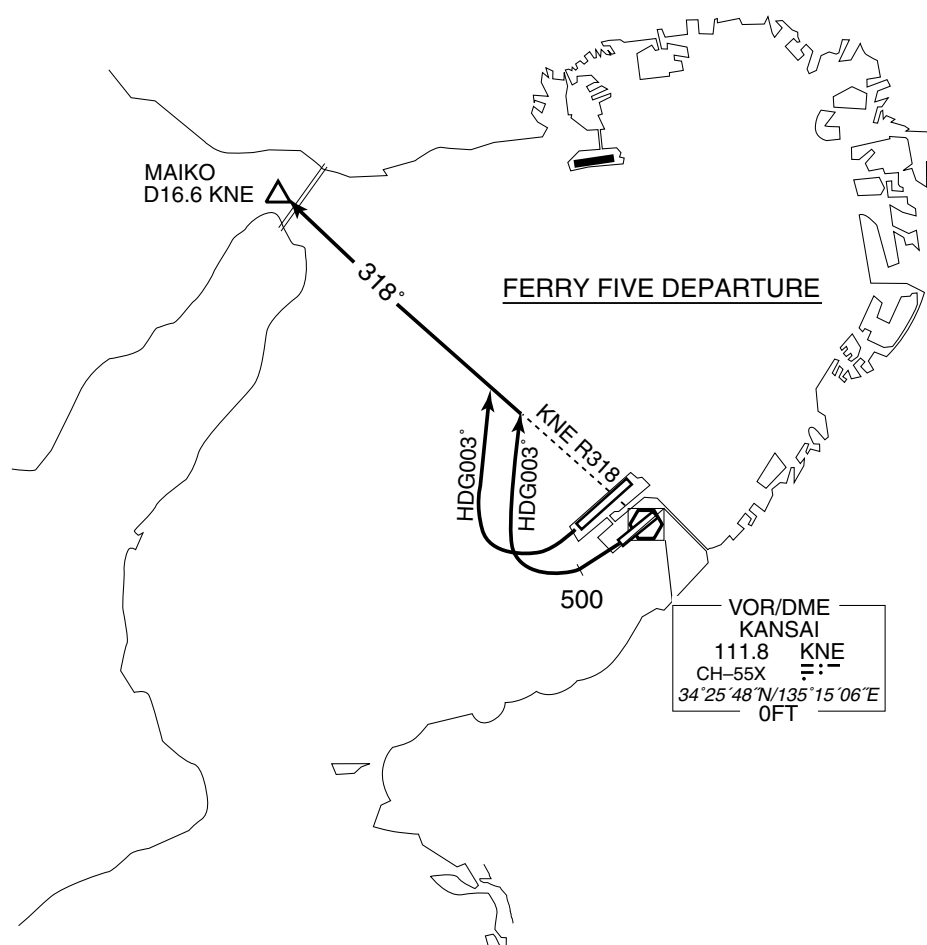 MAIKO
D16.6 KNE
318°
FERRY FIVE DEPARTURE
KNE R318
HDG003°
HDG003°
500
VOR/DME
KANSAI
111.8 KNE
CH–55X
34°25´48˝N/135°15´06˝E
0FT